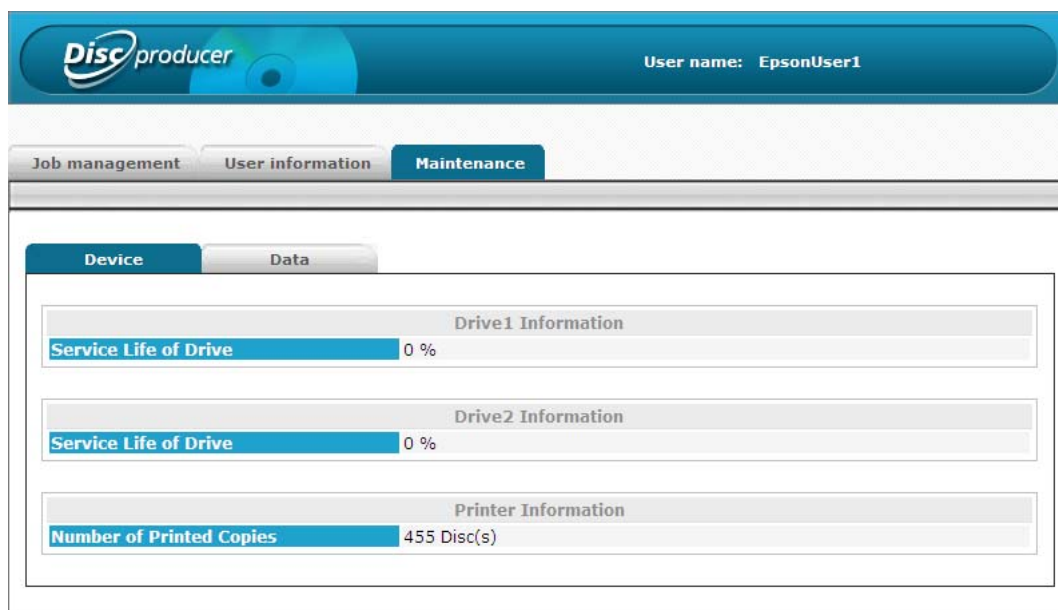 Disc producer
User name: EpsonUser1
Job management User information Maintenance
Device Data
Drive1 Information
Service Life of Drive 0 %
Drive2 Information
Service Life of Drive 0 %
Printer Information
Number of Printed Copies 455 Disc(s)